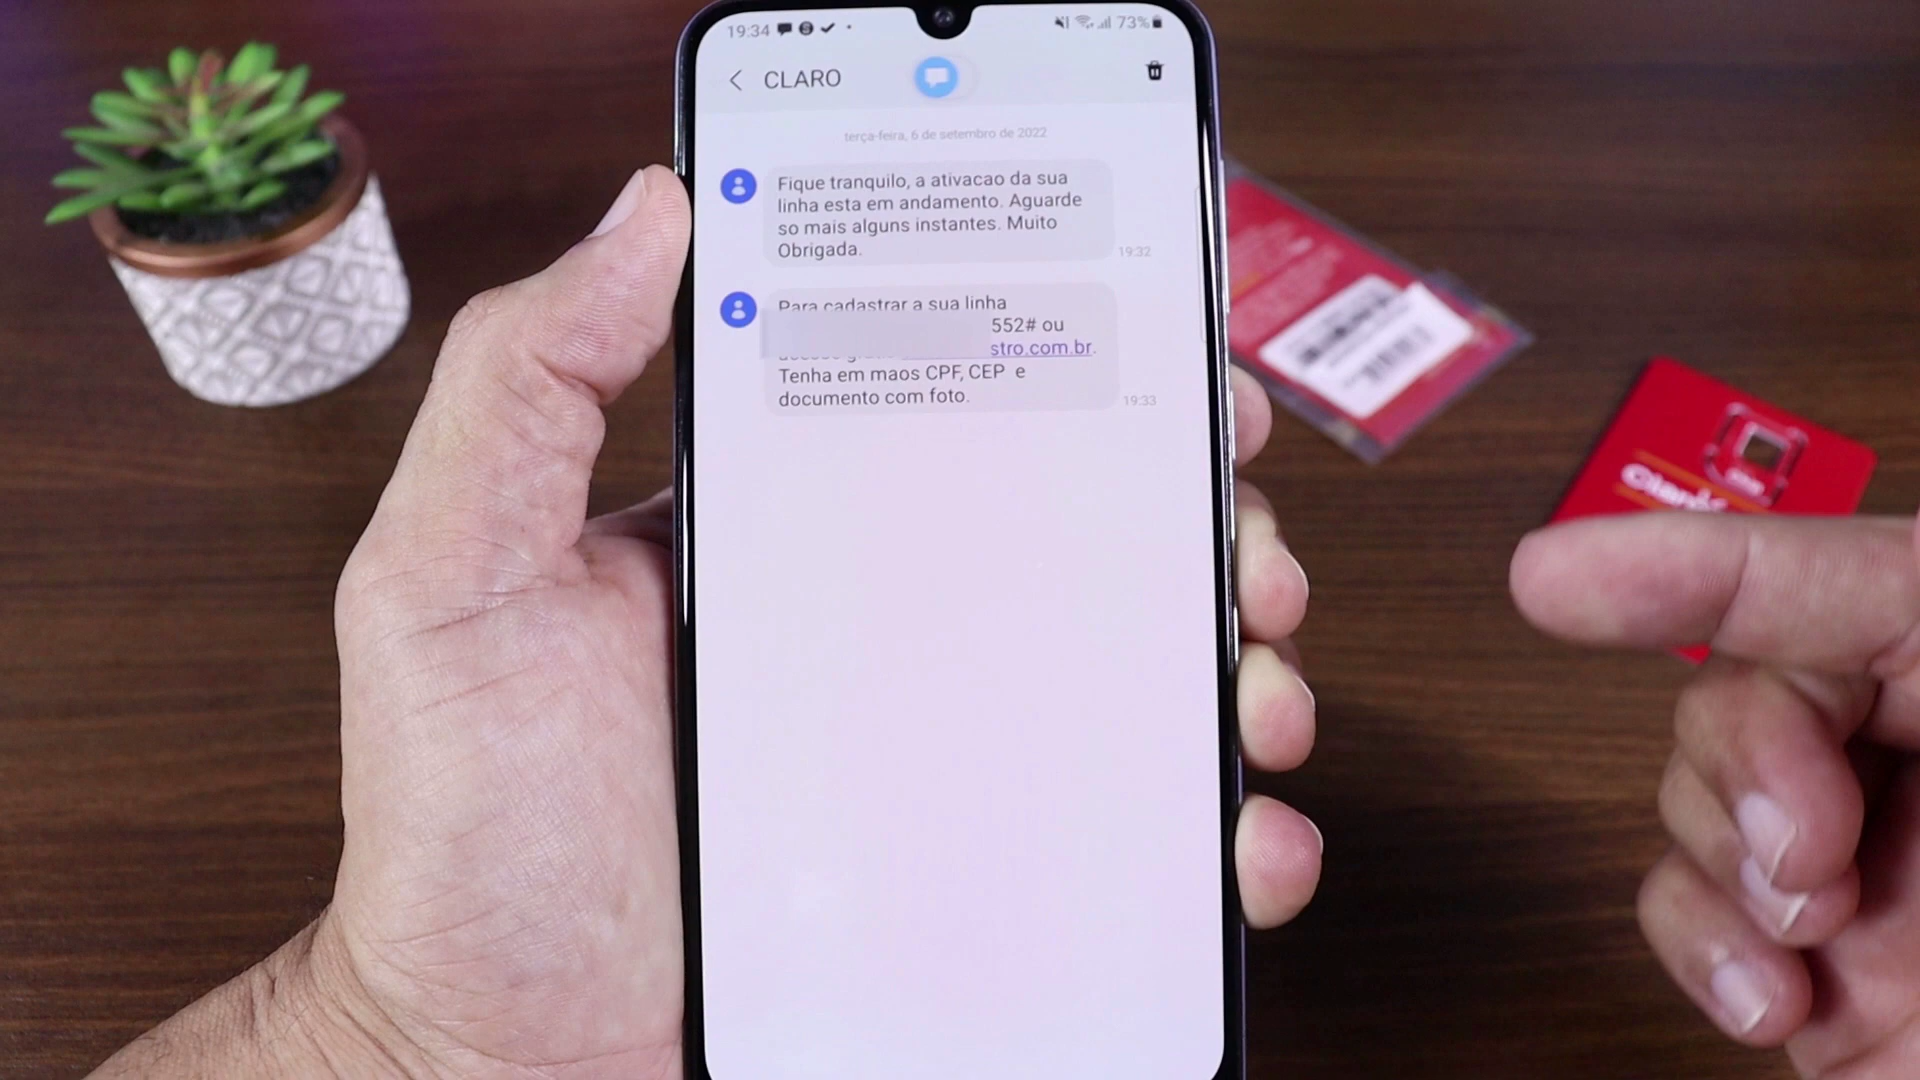 19:34
73%
CLARO
terça-feira, 6 de setembro de 2022
Fique tranquilo, a ativacao da sua
linha esta em andamento. Aguarde
so mais alguns instantes. Muito
Obrigada.
19:32
Para cadastrar a sua linha
552# ou
stro.com.br.
Tenha em maos CPF, CEP e
documento com foto.
19:33
Claro